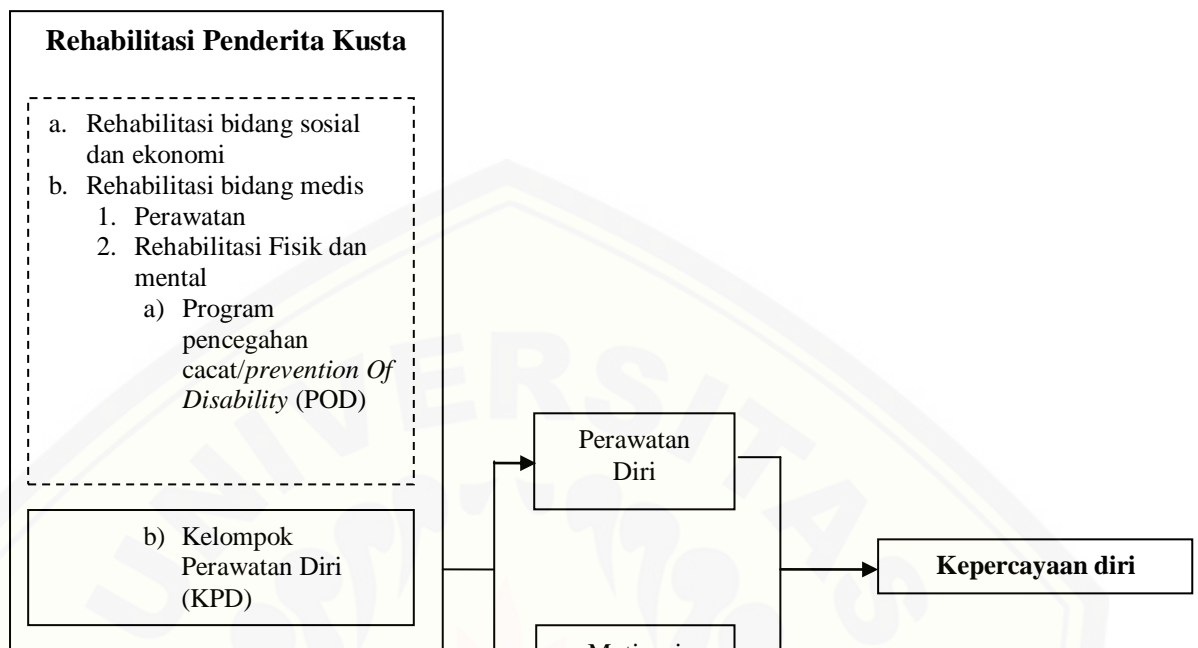 Rehabilitasi Penderita Kusta
a. Rehabilitasi bidang sosial
dan ekonomi
b. Rehabilitasi bidang medis
1. Perawatan
2. Rehabilitasi Fisik dan
mental
a) Program
pencegahan
cacat/prevention Of
Disability (POD)
b) Kelompok
Perawatan Diri
(KPD)
Perawatan
Diri
Kepercayaan diri
UNIVERSITAS